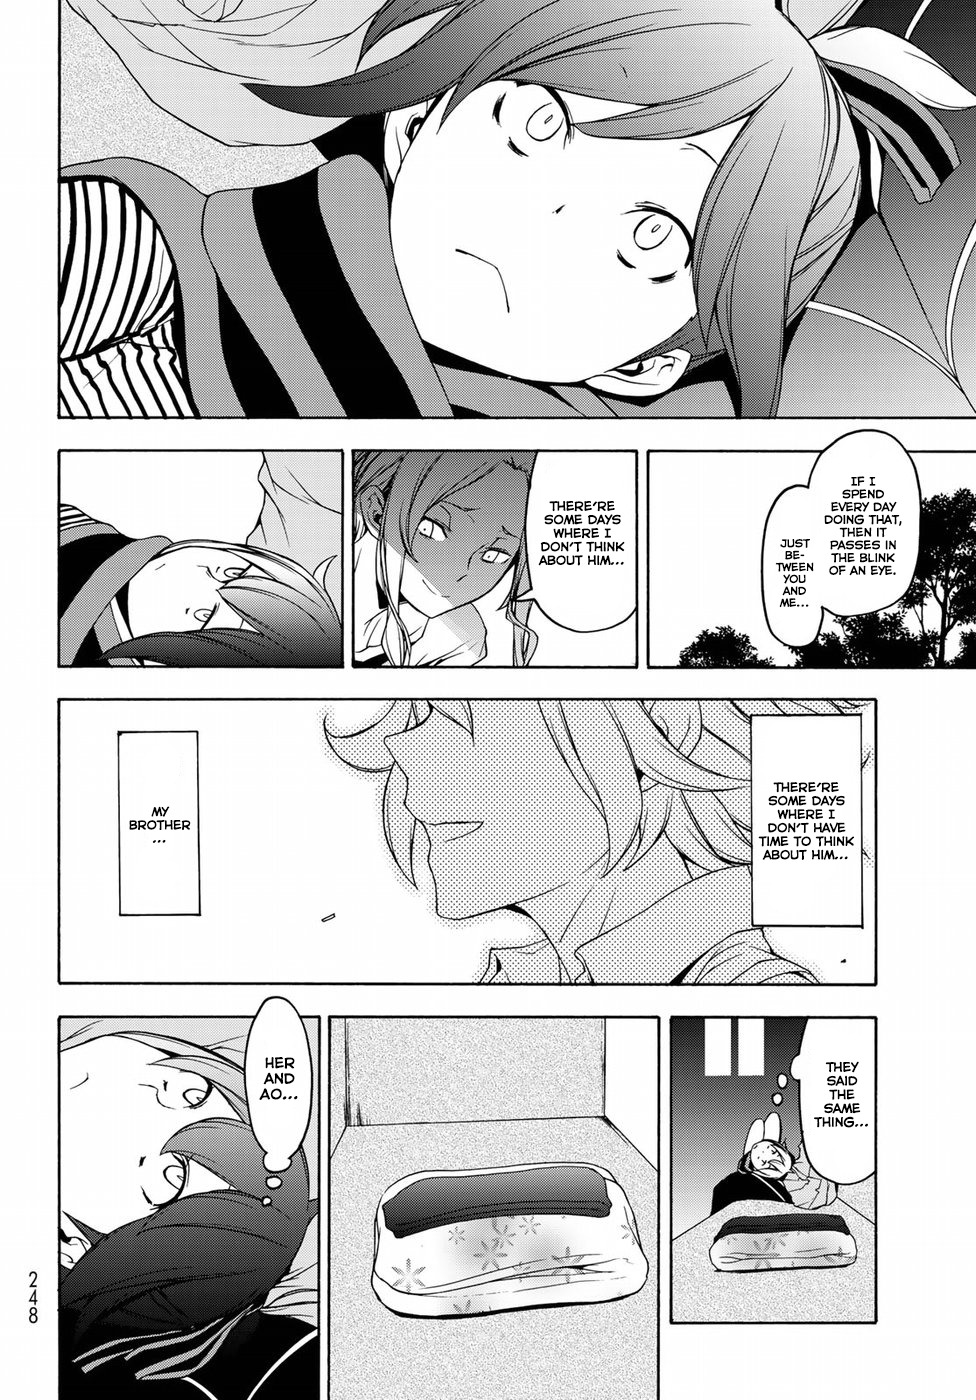 IF I
SPEND
EVERY DAY
DOING THAT,
THEN IT
PASSES IN
THE BLINK
OF AN EYE.
JUST
BE-
TWEEN
YOU
AND
ME...
THERE'RE
SOME DAYS
WHERE I
DON'T THINK
ABOUT HIM...
THERE'RE
SOME DAYS
WHERE I
DON'T HAVE
TIME TO THINK
ABOUT HIM...
MY
BROTHER
...
THEY
SAID
THE
SAME
THING...
HER
AND
AO...
248